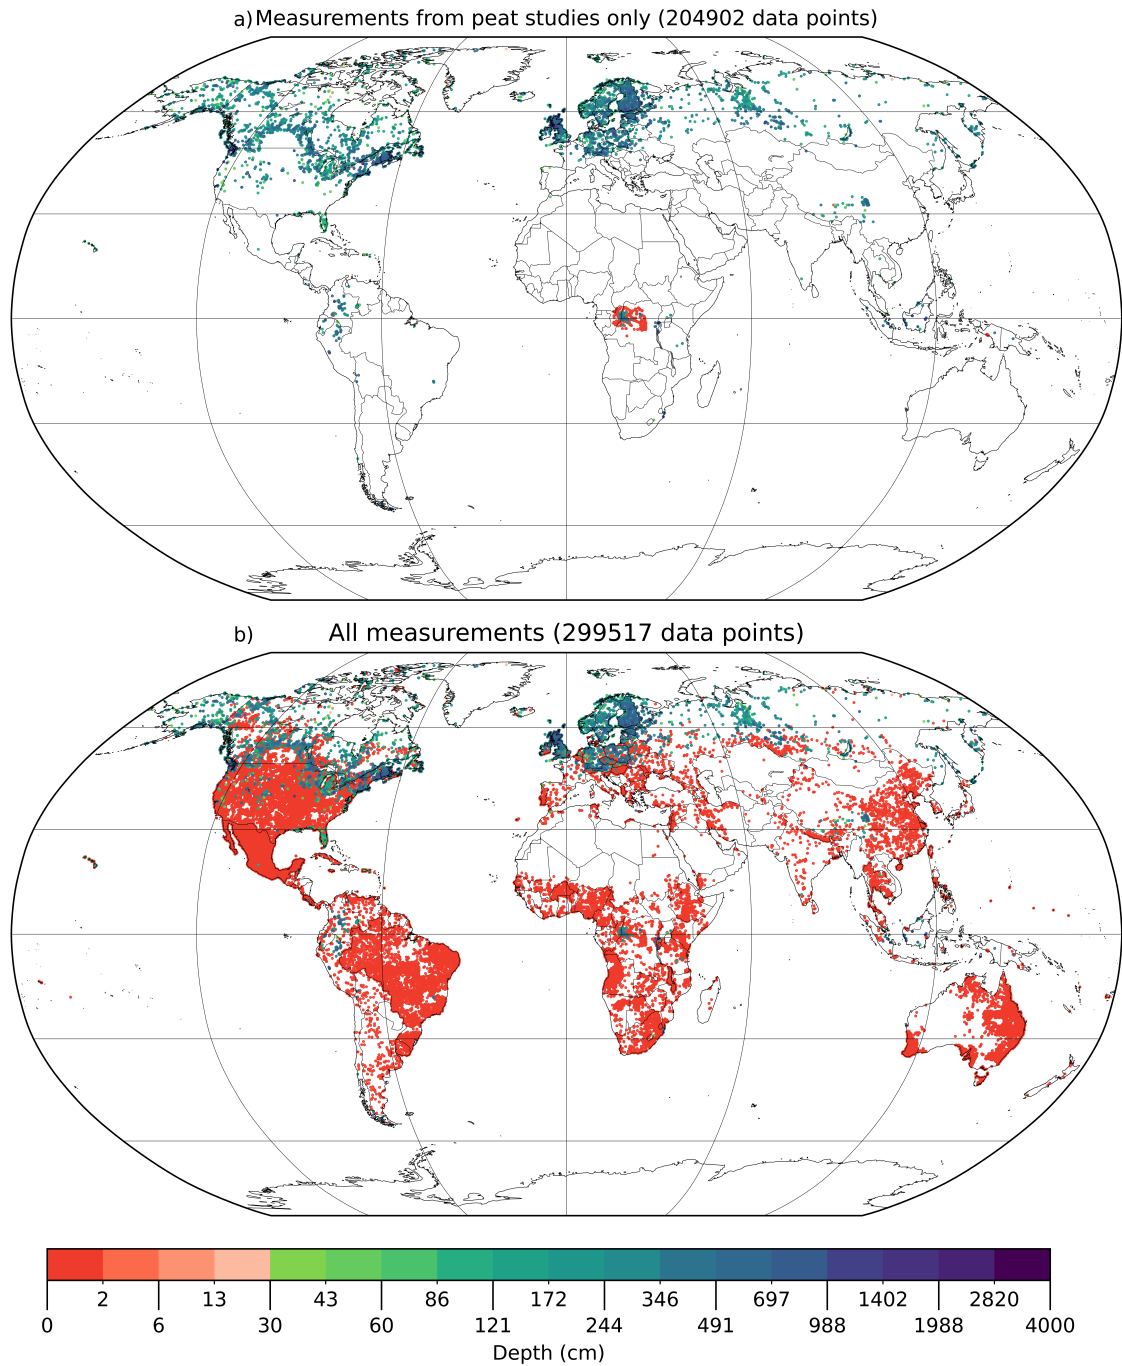 a) Measurements from peat studies only (204902 data points)
b) All measurements (299517 data points)
2 13 43 86 172 346 697 1402 2820
0 6 30 60 121 244 491 988 1988 4000
Depth (cm)